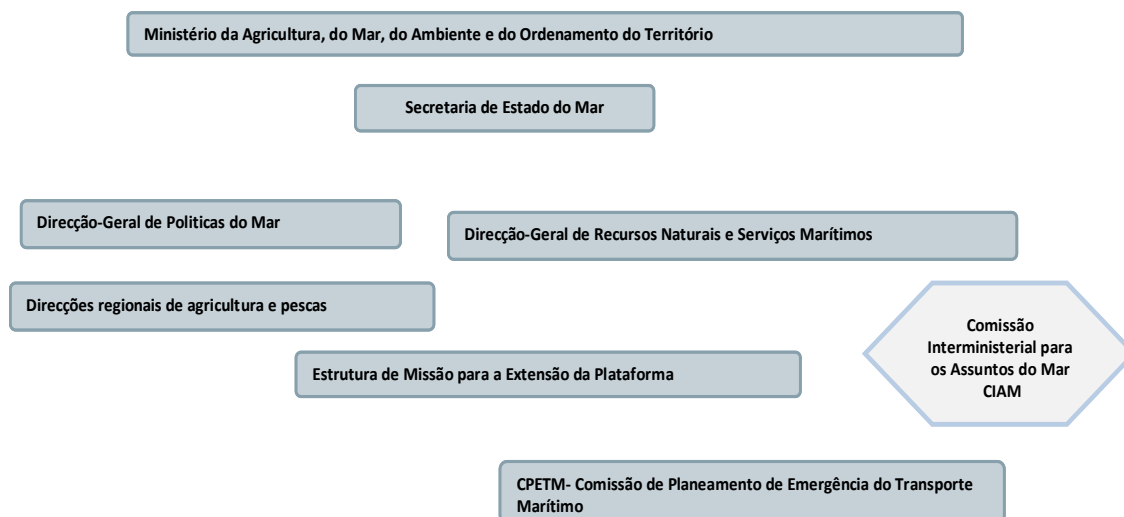 Ministério da Agricultura, do Mar, do Ambiente e do Ordenamento do Território
Secretaria de Estado do Mar
Direcção-Geral de Politicas do Mar
Direcção-Geral de Recursos Naturais e Serviços Marítimos
Direcções regionais de agricultura e pescas
Comissão
Interministerial para
os Assuntos do Mar
CIAM
Estrutura de Missão para a Extensão da Plataforma
CPETM- Comissão de Planeamento de Emergência do Transporte
Marítimo